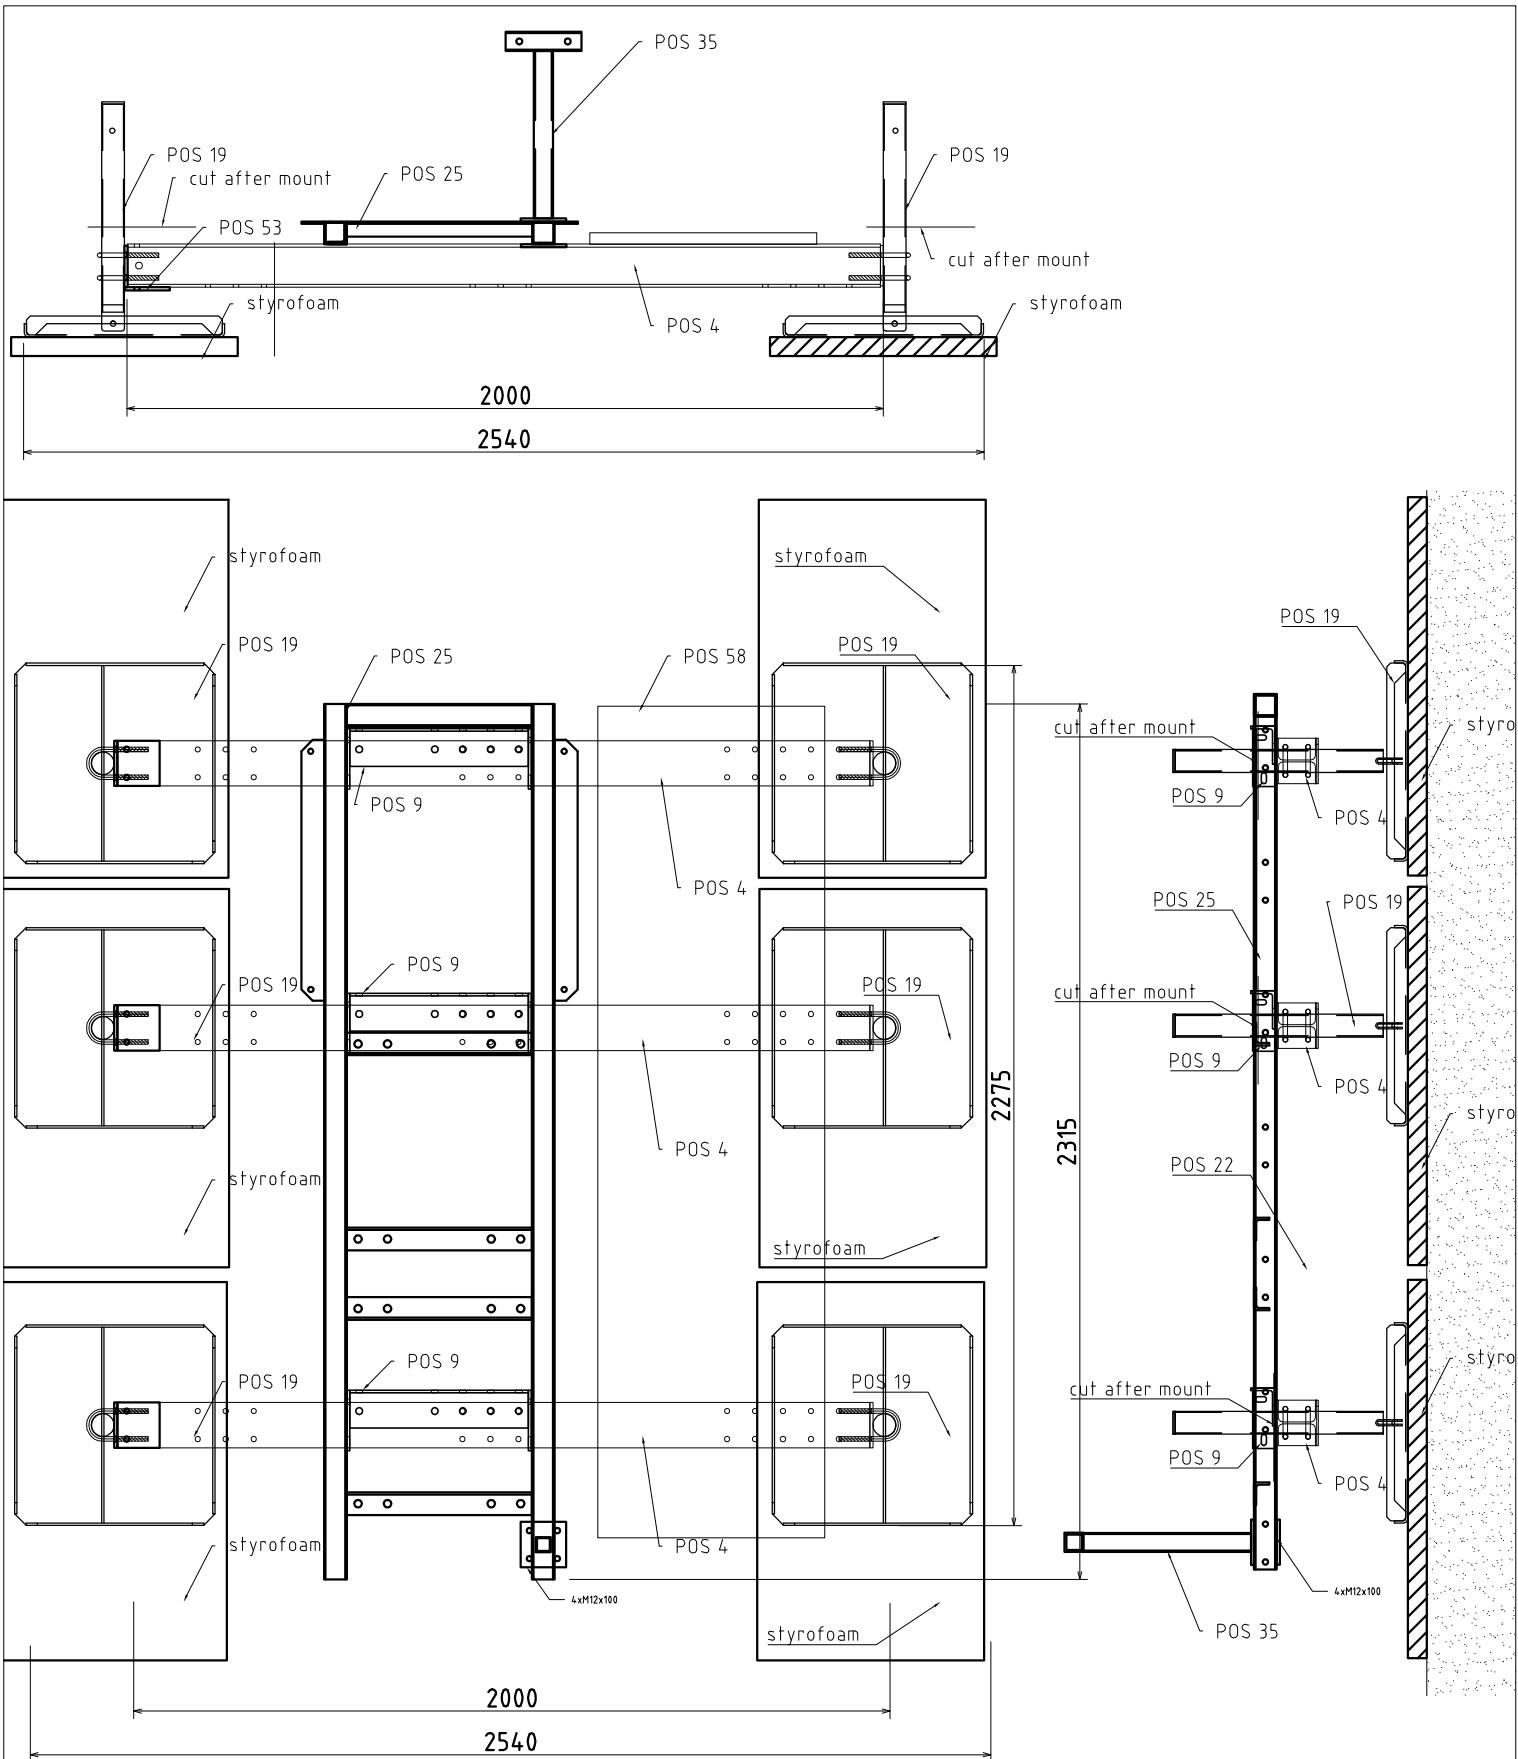 POS 35
POS 19
POS 19
POS 25
cut after mount
POS 53
cut after mount
styrofoam
styrofoam
POS 4
2000
2540
styrofoam
styrofoam
POS 19
POS 19
POS 25
POS 58
POS 19
cut after mount
styro
POS 9
POS 9
POS 4
POS 4
POS 25
POS 19
POS 9
POS 19
POS 19
cut after mount
POS 9
POS 4
2275
styro
2315
POS 4
POS 22
styrofoam
styrofoam
styro
POS 9
POS 19
POS 19
cut after mount
POS 9
POS 4
styrofoam
POS 4
4xM12x100
4xM12x100
styrofoam
POS 35
2000
2540